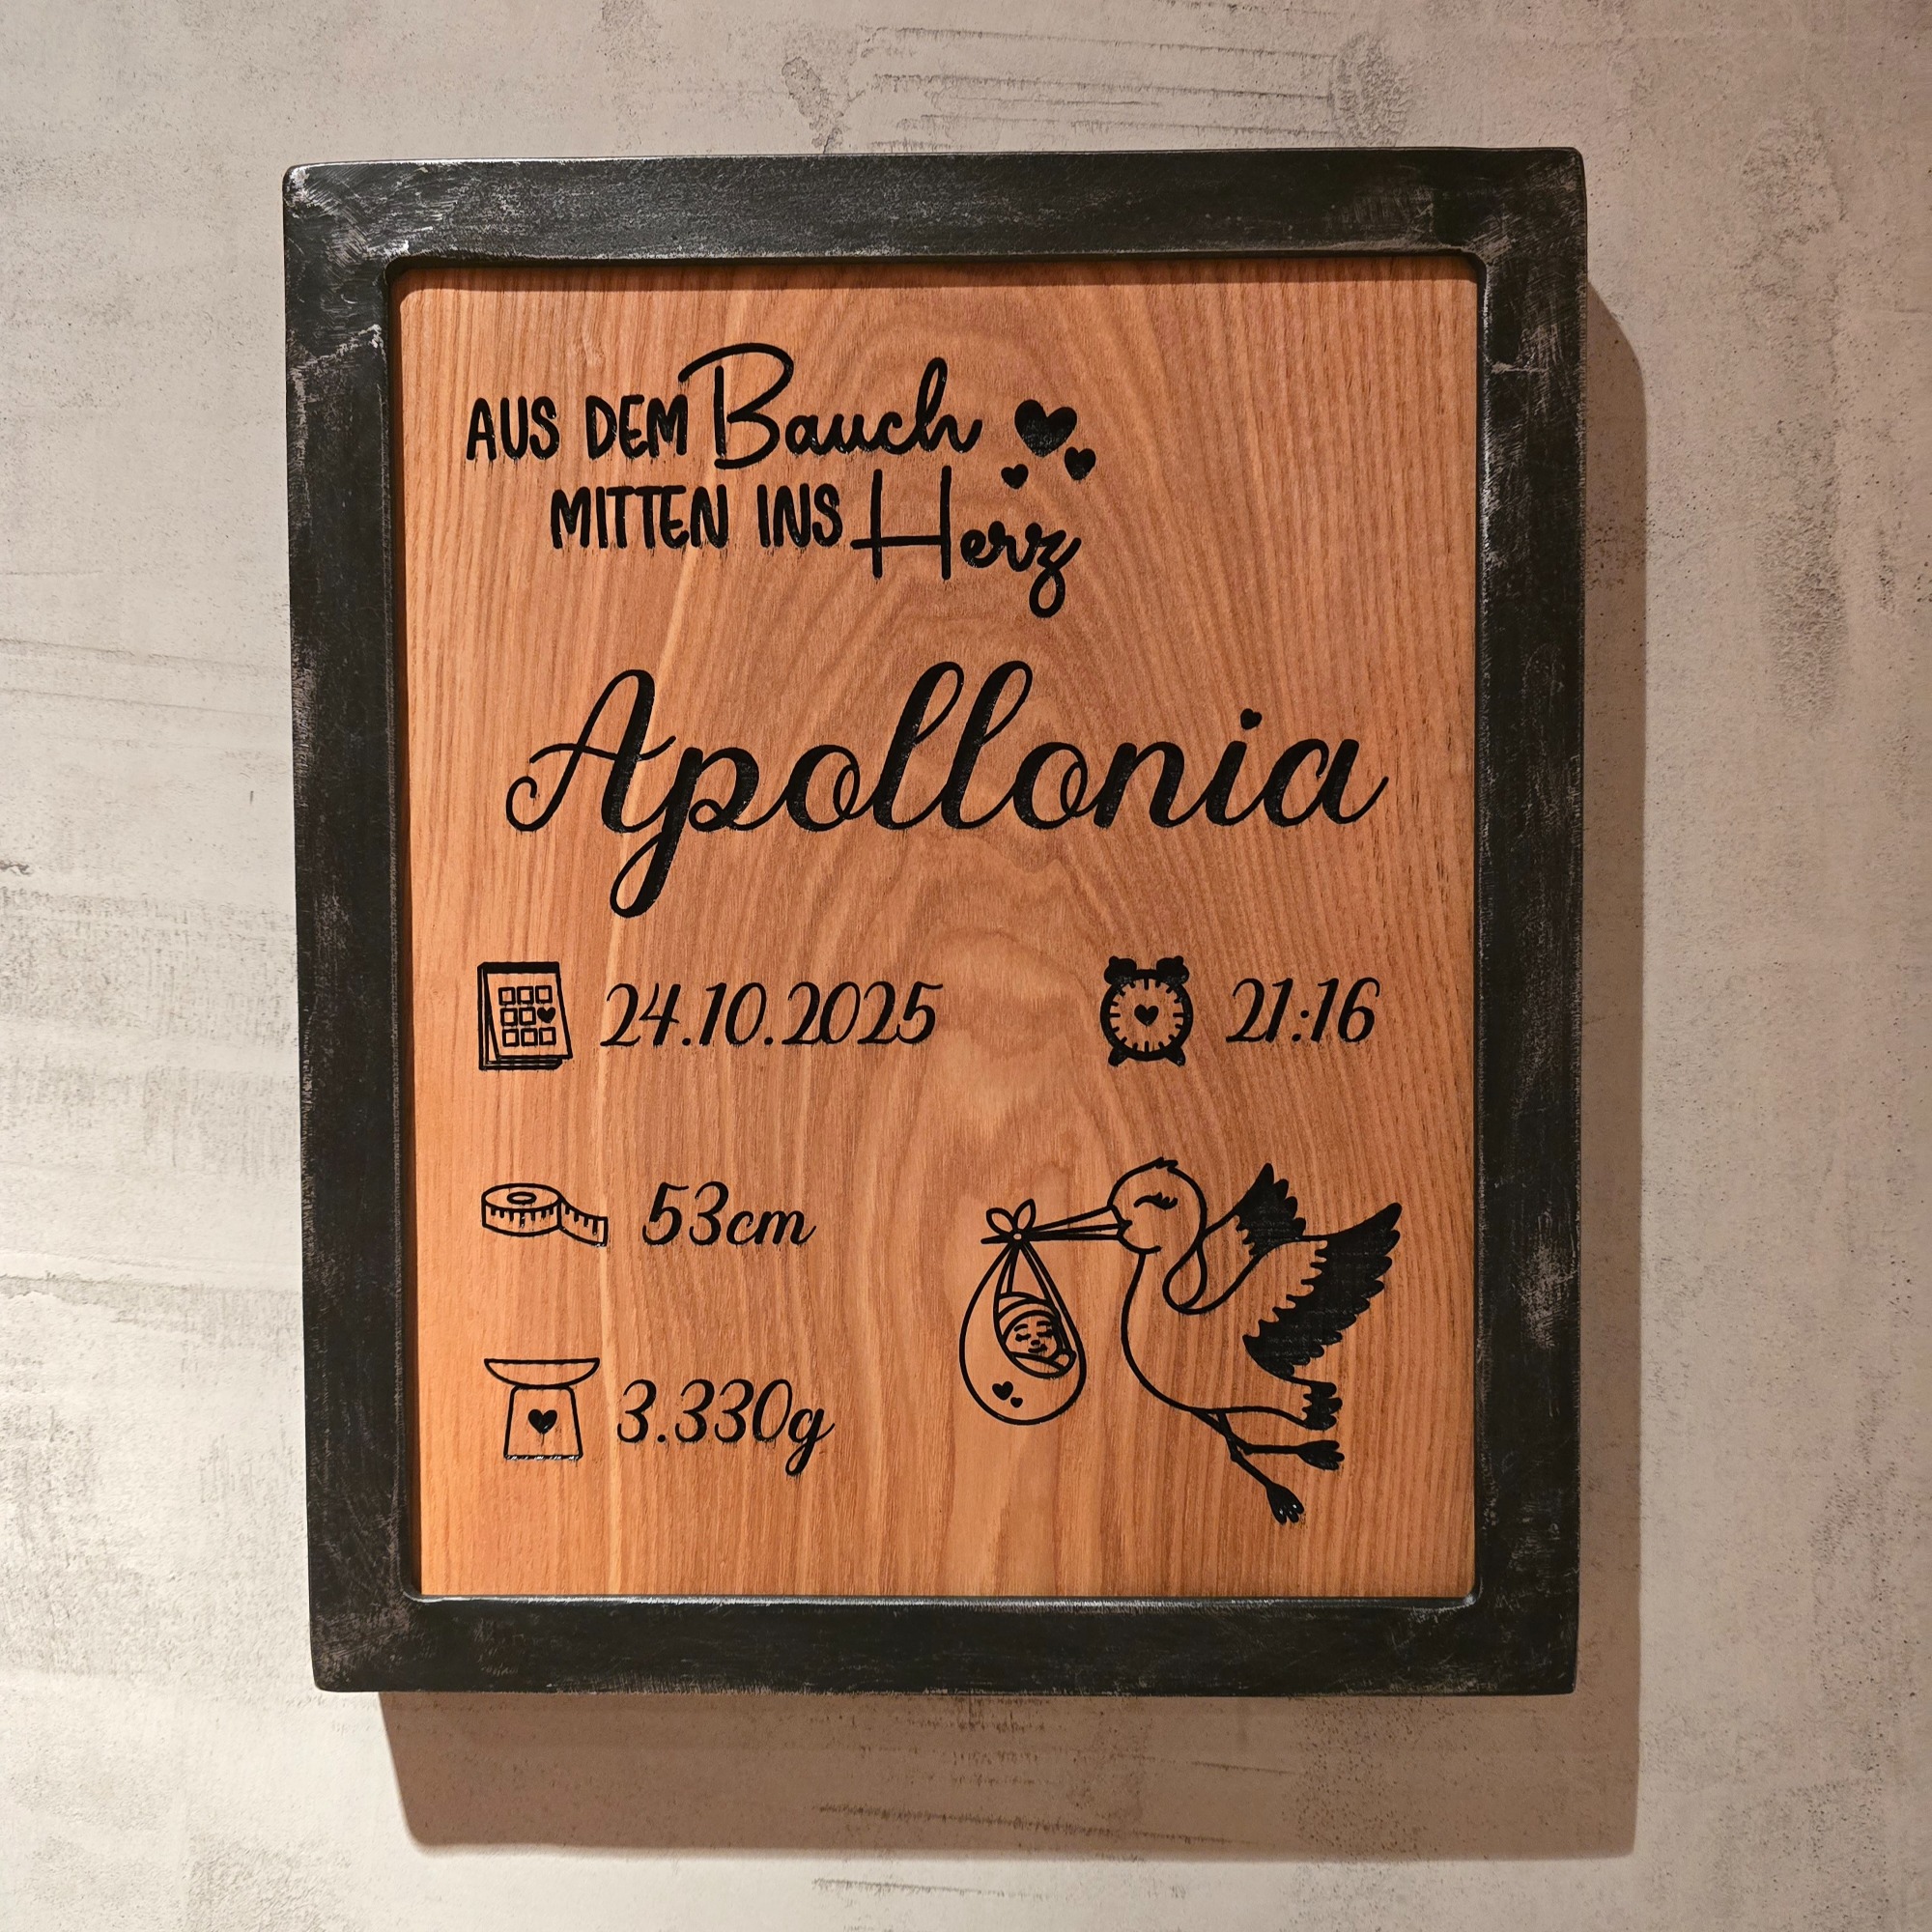 AUS DEM Bauch
MITTEN INS Herz
Apollonia
24.10.2025
21:16
53cm
3.330g